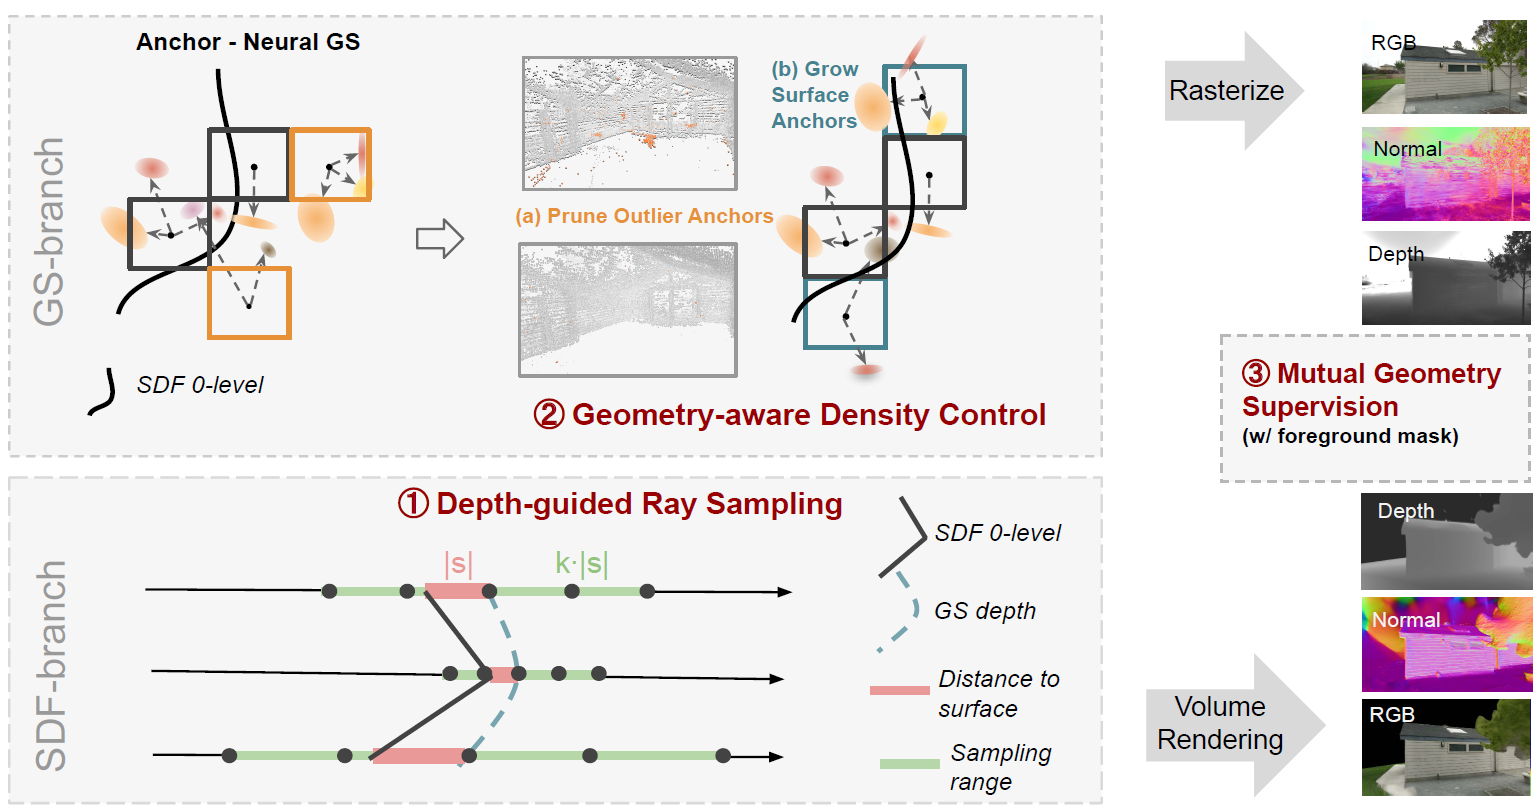 Anchor - Neural GS
GS-branch
SDF 0-level
(a) Prune Outlier Anchors
(b) Grow
Surface
Anchors
② Geometry-aware Density Control
Rasterize
RGB
Normal
Depth
③ Mutual Geometry
Supervision
(w/ foreground mask)
SDF-branch
① Depth-guided Ray Sampling
|s|
k·|s|
SDF 0-level
GS depth
Distance to
surface
Sampling
range
Volume
Rendering
Depth
Normal
RGB